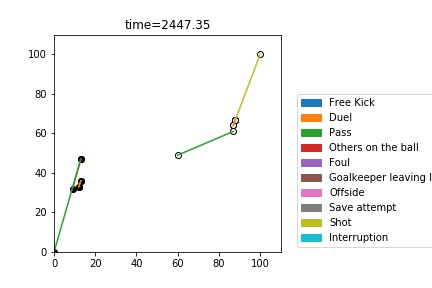 time=2447.35
100
80
60
40
20
0
0
20
40
60
80
100
Free Kick
Duel
Pass
Others on the ball
Foul
Goalkeeper leaving l
Offside
Save attempt
Shot
Interruption